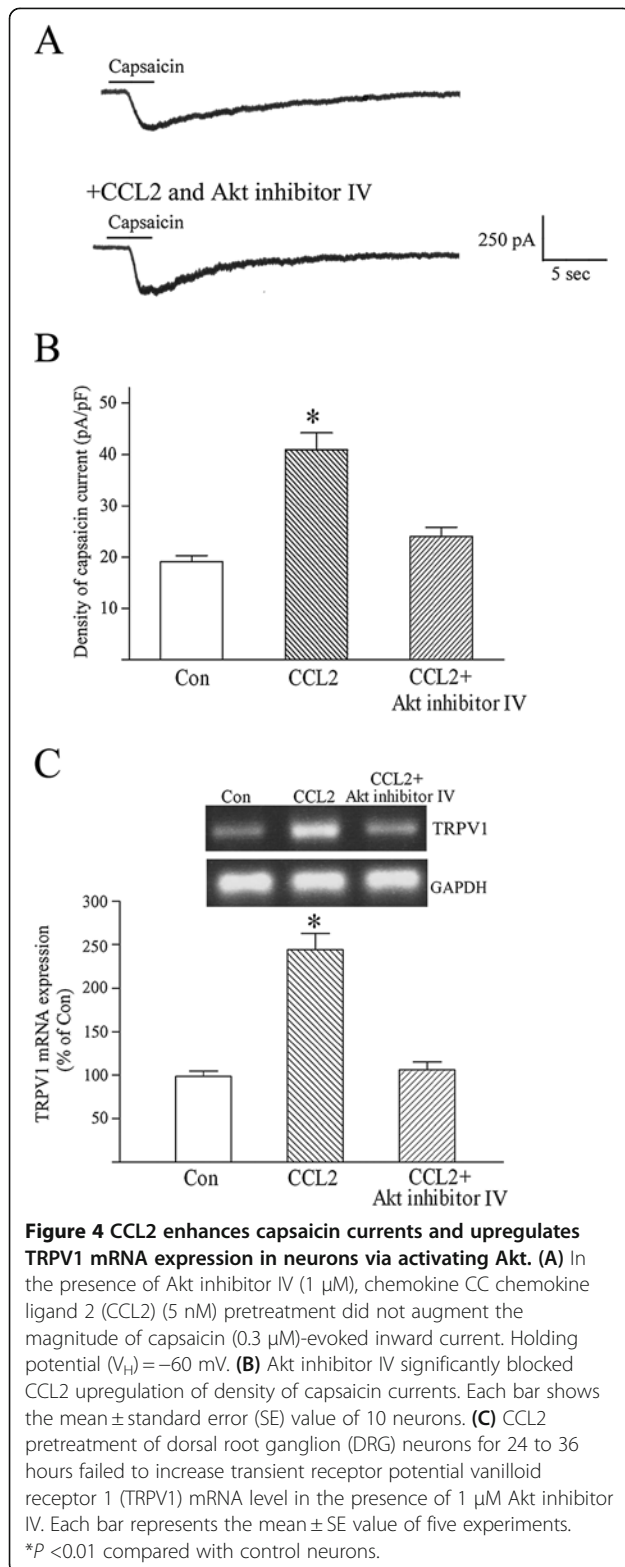 A
Capsaicin
+CCL2 and Akt inhibitor IV
Capsaicin
250 pA
5 sec
B
Density of capsaicin current (pA/pF)
50
40
30
20
10
*
Con
CCL2
CCL2+
Akt inhibitor IV
C
Con
CCL2
CCL2+
Akt inhibitor IV
TRPV1
GAPDH
TRPV1 mRNA expression
(% of Con)
300
250
200
150
100
50
*
Con
CCL2
CCL2+
Akt inhibitor IV
Figure 4 CCL2 enhances capsaicin currents and upregulates
TRPV1 mRNA expression in neurons via activating Akt. (A) In
the presence of Akt inhibitor IV (1 μM), chemokine CC chemokine
ligand 2 (CCL2) (5 nM) pretreatment did not augment the
magnitude of capsaicin (0.3 μM)-evoked inward current. Holding
potential (VH) = −60 mV. (B) Akt inhibitor IV significantly blocked
CCL2 upregulation of density of capsaicin currents. Each bar shows
the mean ± standard error (SE) value of 10 neurons. (C) CCL2
pretreatment of dorsal root ganglion (DRG) neurons for 24 to 36
hours failed to increase transient receptor potential vanilloid
receptor 1 (TRPV1) mRNA level in the presence of 1 μM Akt inhibitor
IV. Each bar represents the mean ± SE value of five experiments.
*P <0.01 compared with control neurons.